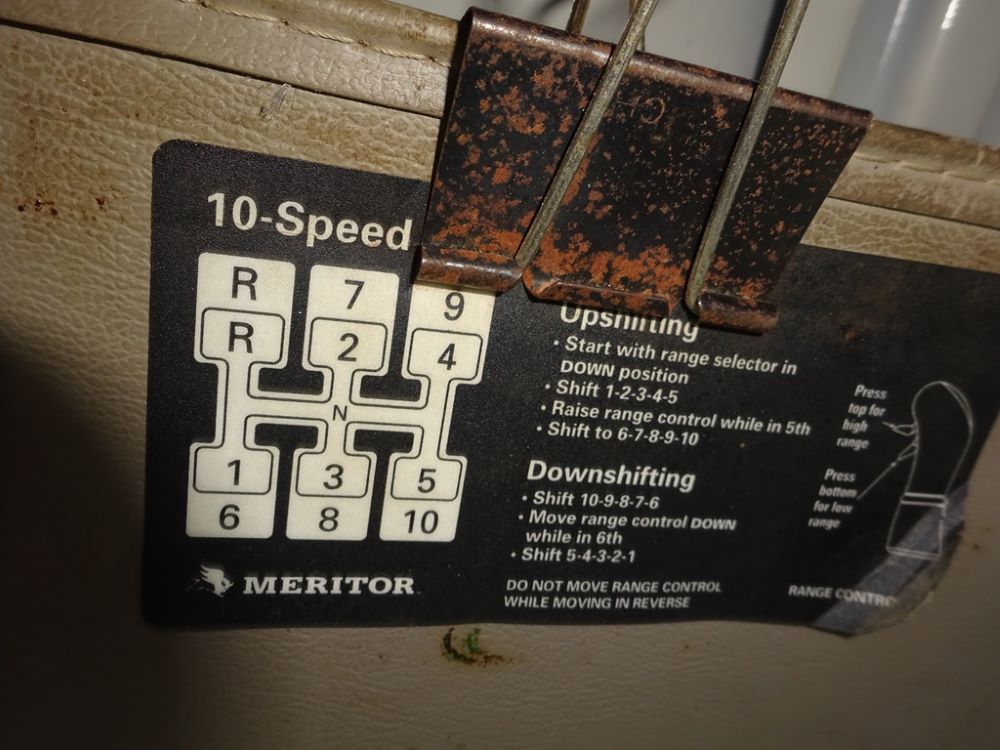 10-Speed
R 7 9
R 2 4
N
1 3 5
6 8 10
MERITOR
Upshifting
• Start with range selector in
DOWN position
• Shift 1-2-3-4-5
• Raise range control while in 5th
• Shift to 6-7-8-9-10
Downshifting
• Shift 10-9-8-7-6
• Move range control DOWN
while in 6th
• Shift 5-4-3-2-1
DO NOT MOVE RANGE CONTROL
WHILE MOVING IN REVERSE
Press
top for
high
range
Press
bottom
for low
range
RANGE CONTRO